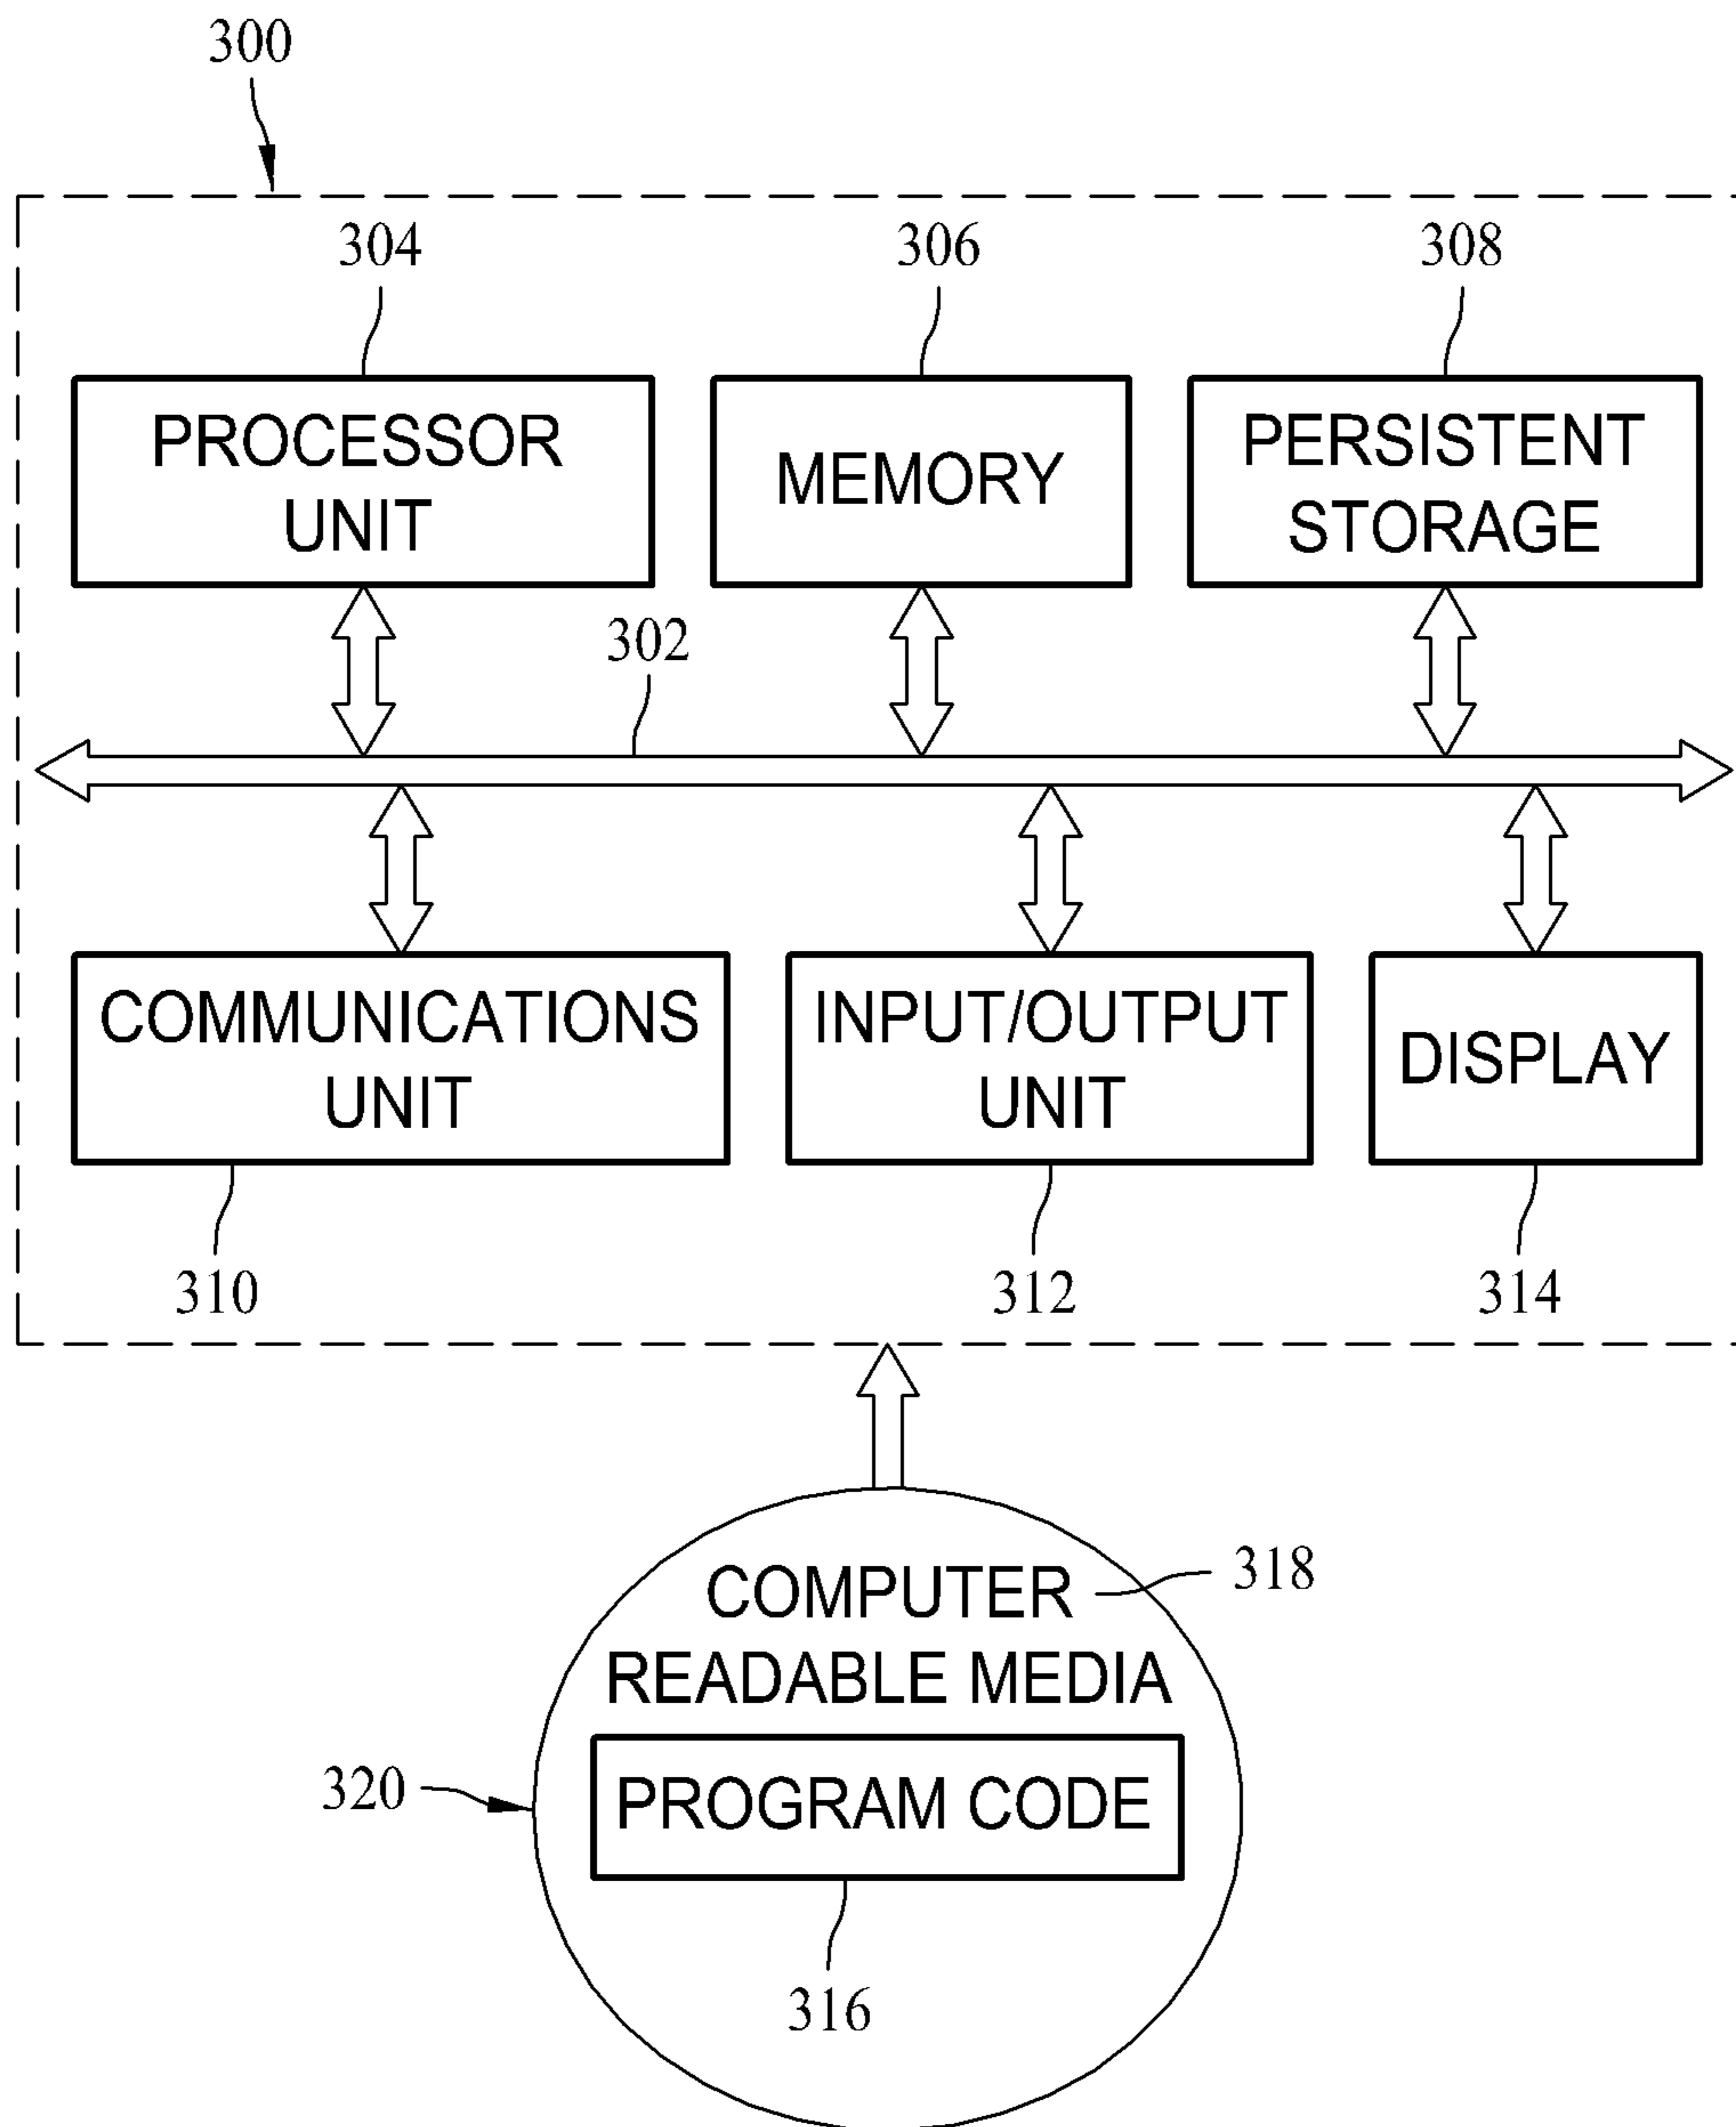 300
304
306
308
PROCESSOR
UNIT
MEMORY
PERSISTENT
STORAGE
302
COMMUNICATIONS
UNIT
INPUT/OUTPUT
UNIT
DISPLAY
310
312
314
COMPUTER
READABLE MEDIA
318
PROGRAM CODE
320
316